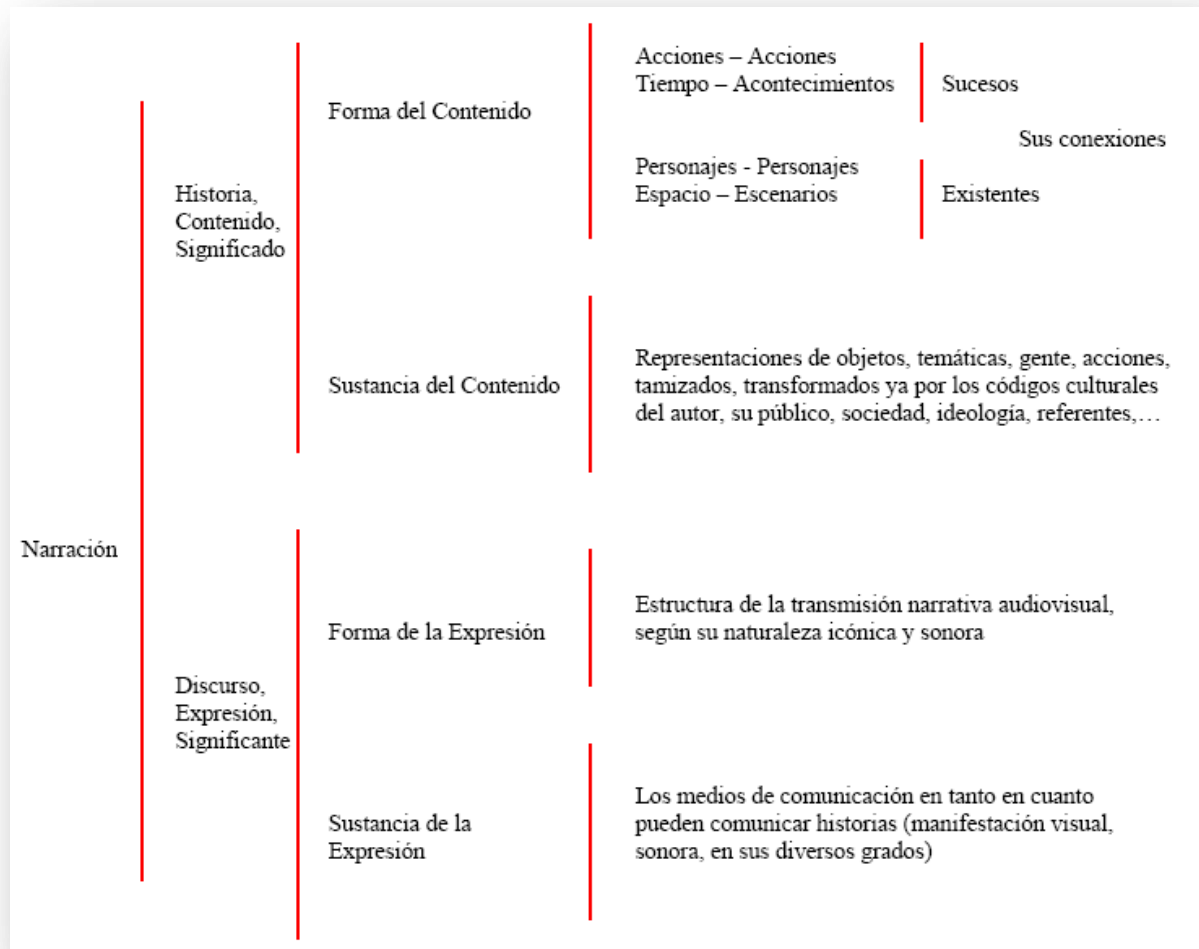 Narración
Historia,
Contenido,
Significado
Forma del Contenido
Acciones – Acciones
Tiempo – Acontecimientos
Sucesos
Sus conexiones
Personajes - Personajes
Espacio – Escenarios
Existentes
Sustancia del Contenido
Representaciones de objetos, temáticas, gente, acciones,
tamizados, transformados ya por los códigos culturales
del autor, su público, sociedad, ideología, referentes,…
Discurso,
Expresión,
Significante
Forma de la Expresión
Estructura de la transmisión narrativa audiovisual,
según su naturaleza icónica y sonora
Sustancia de la
Expresión
Los medios de comunicación en tanto en cuanto
pueden comunicar historias (manifestación visual,
sonora, en sus diversos grados)